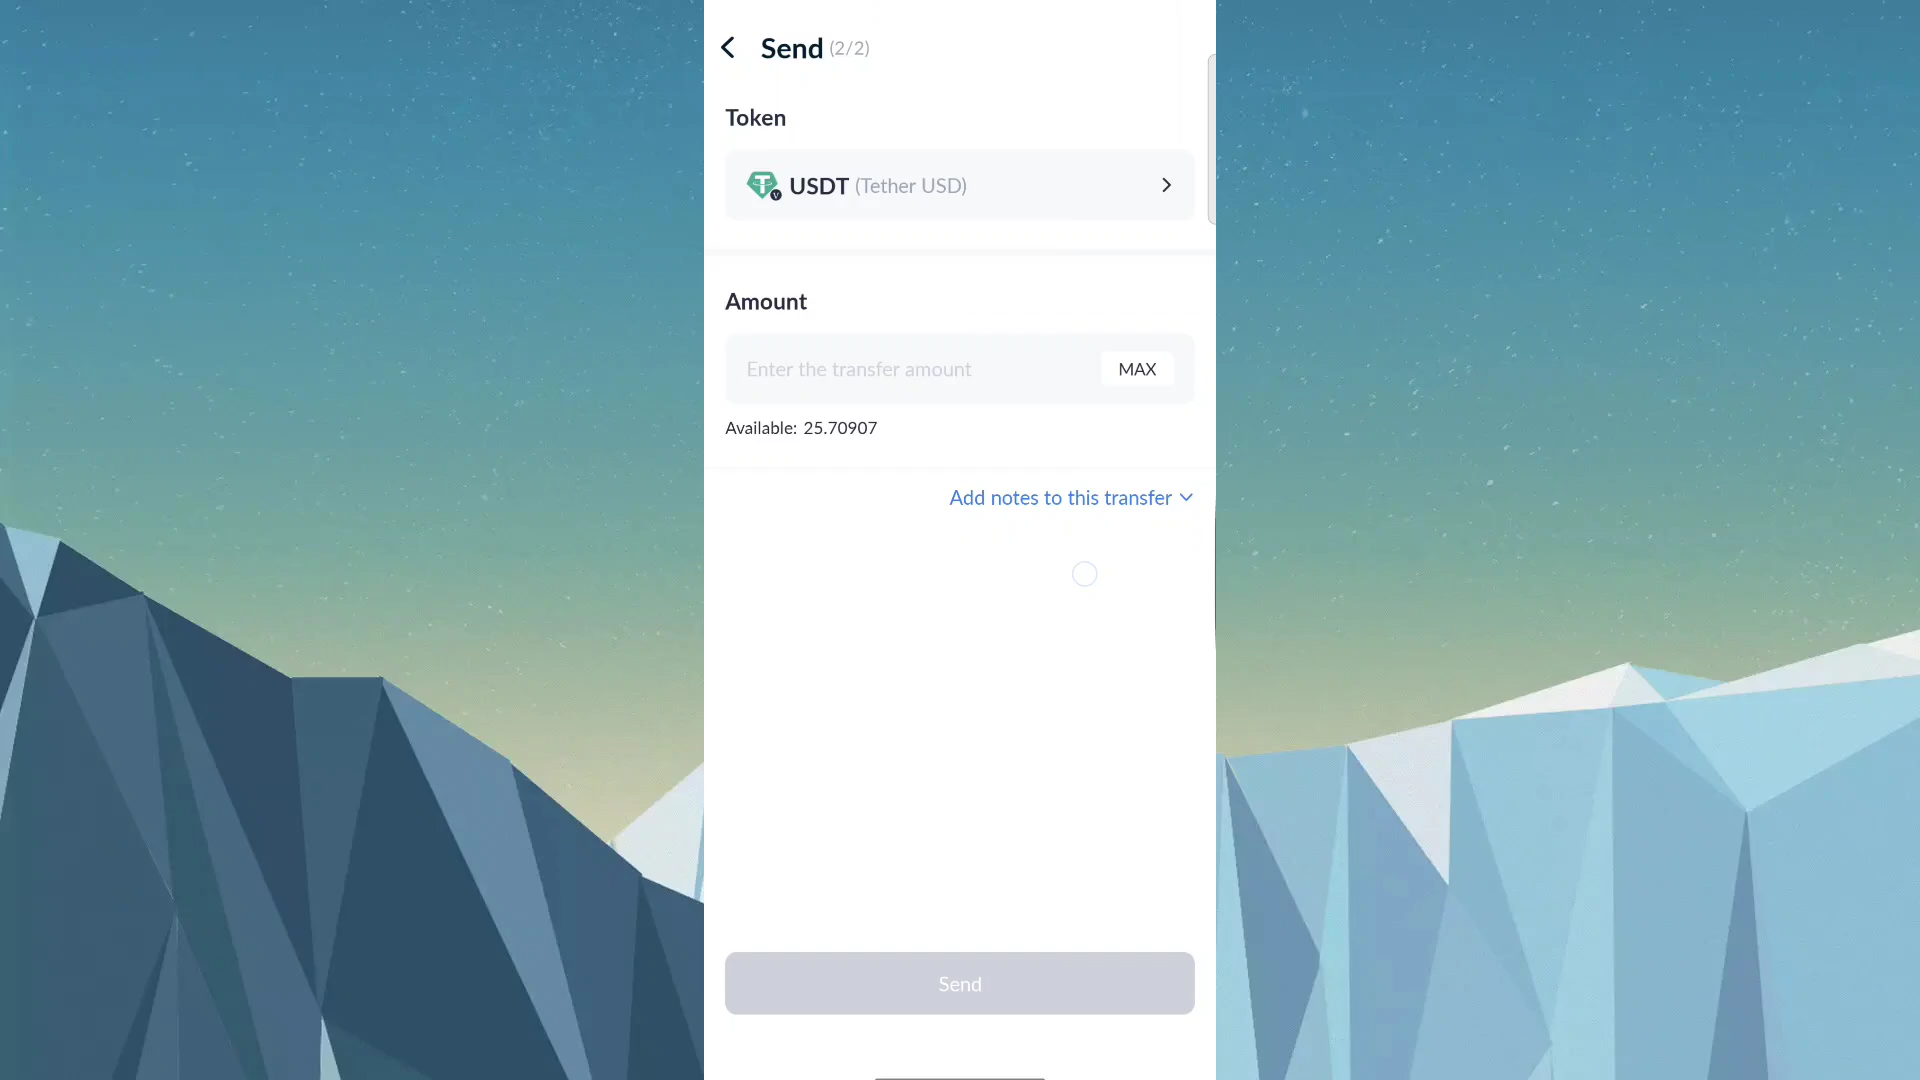 Send (2/2)
Token
USDT (Tether USD)
Amount
Enter the transfer amount
MAX
Available: 25.70907
Add notes to this transfer
Send